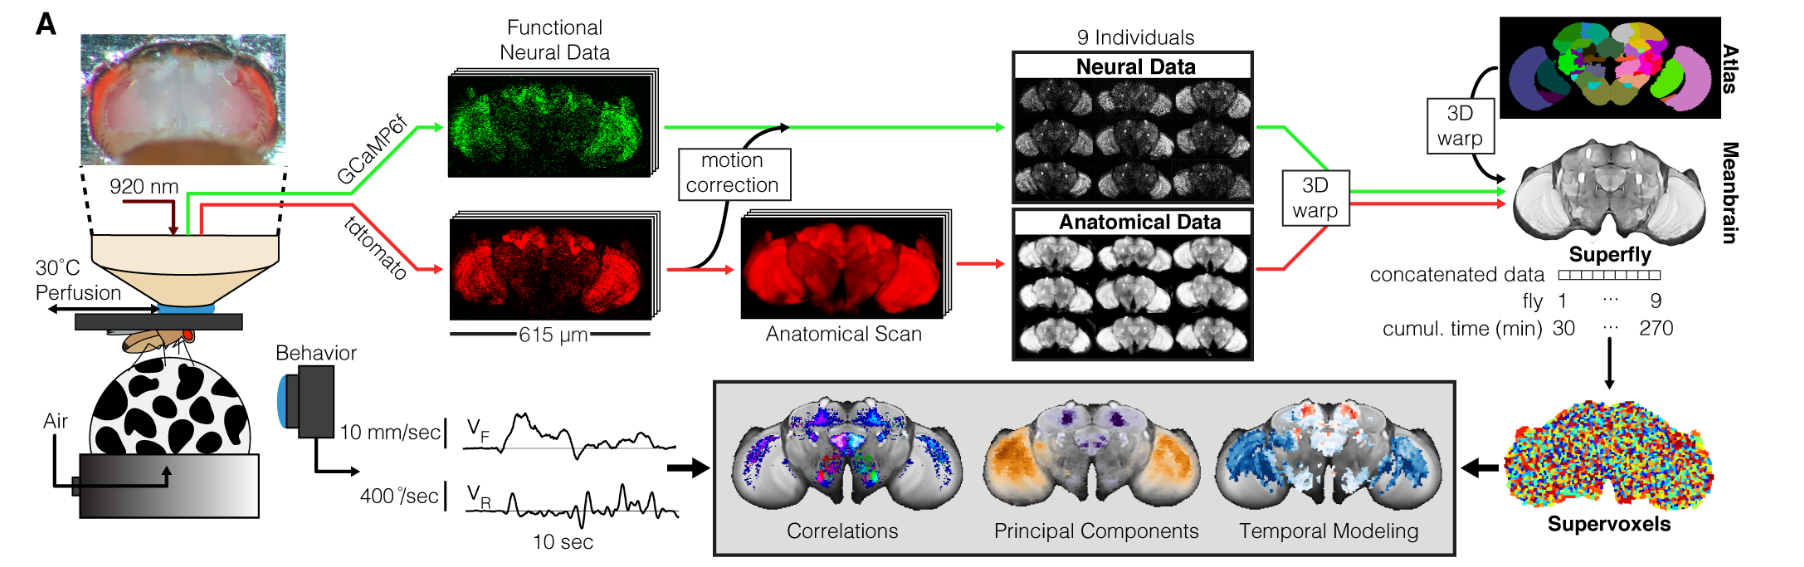 A
Functional
Neural Data
9 Individuals
Neural Data
Atlas
3D
warp
GCaMP6f
motion
correction
920 nm
3D
warp
Meanbrain
tdtomato
Anatomical Data
Superfly
30°C
Perfusion
concatenated data
fly 1 ... 9
cumul. time (min) 30 ... 270
615 µm
Anatomical Scan
Behavior
Air
10 mm/sec
VF
400°/sec
VR
10 sec
Correlations
Principal Components
Temporal Modeling
Supervoxels